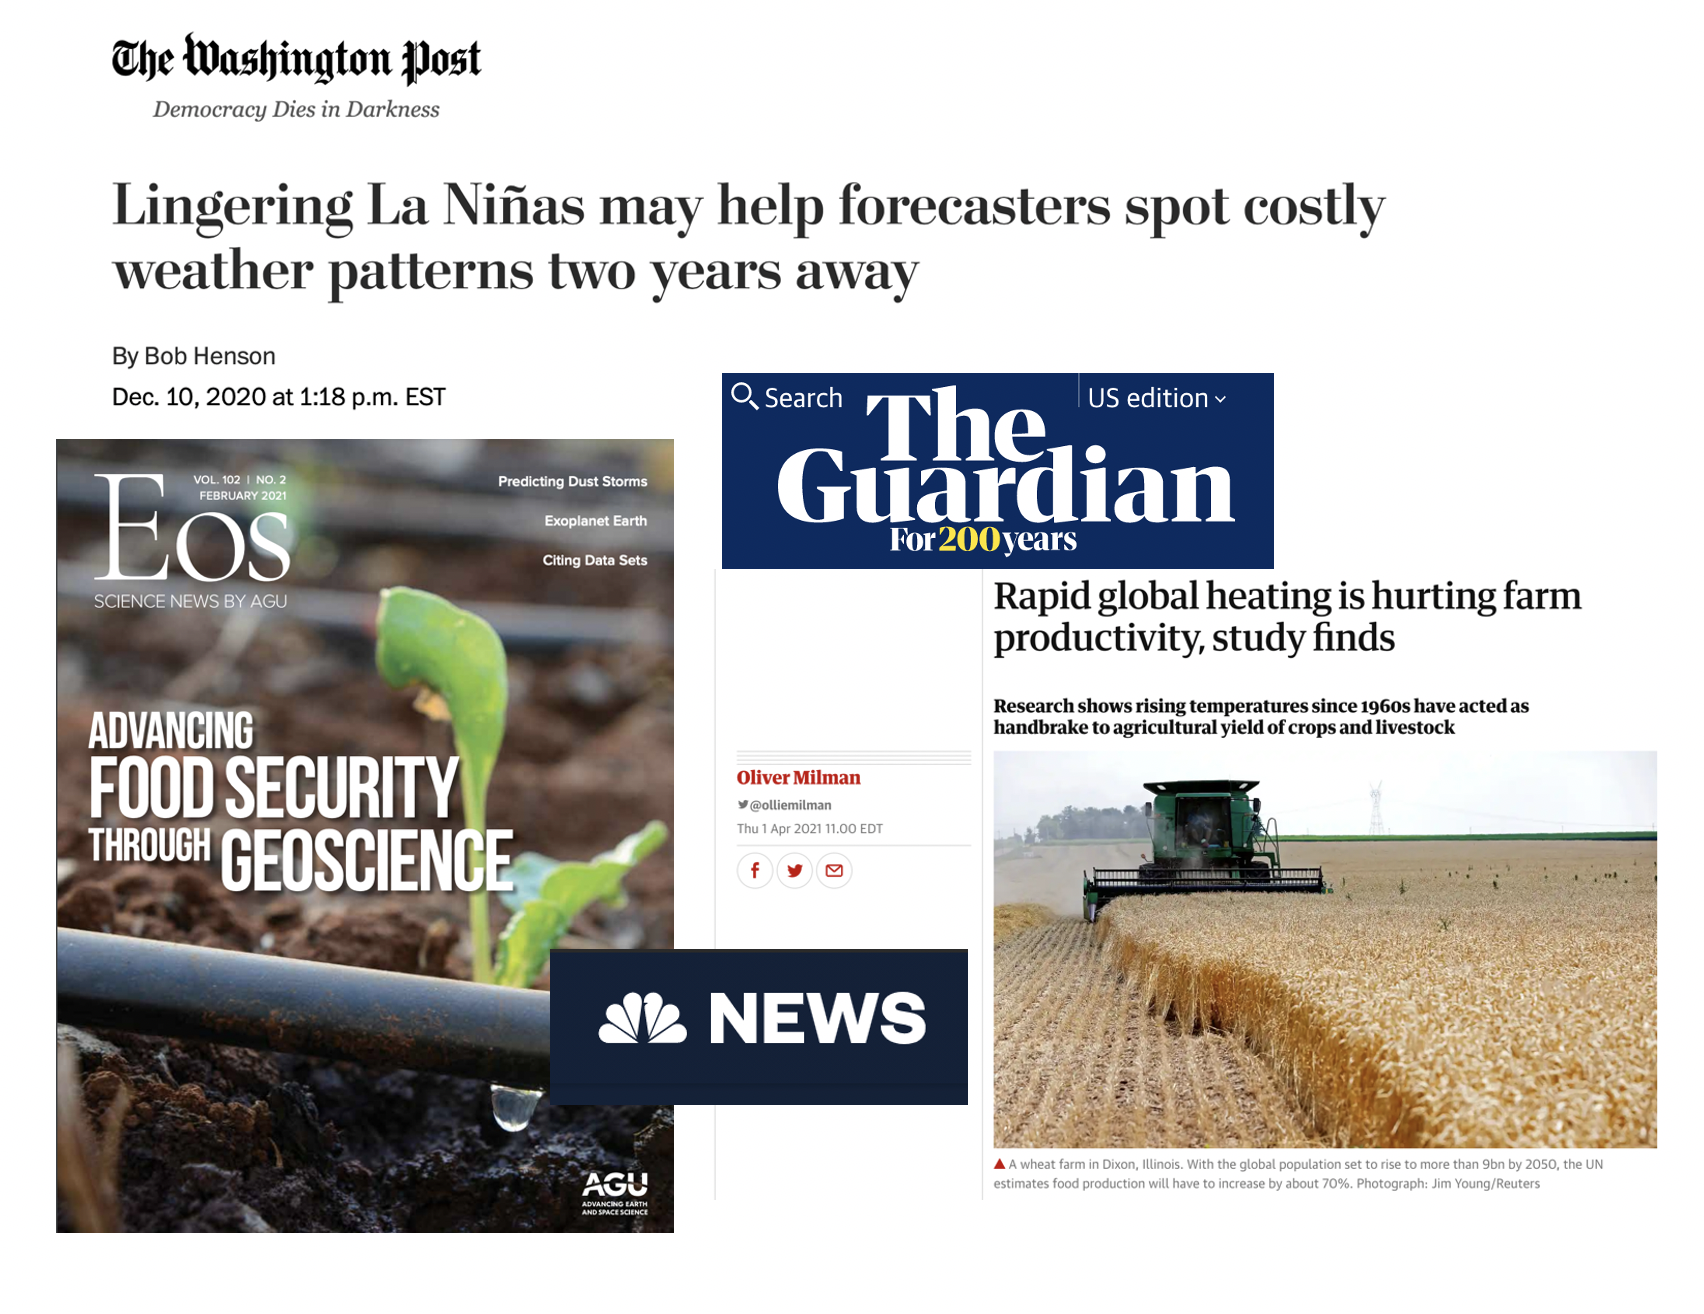 The Washington Post
Democracy Dies in Darkness
Lingering La Niñas may help forecasters spot costly
weather patterns two years away
By Bob Henson
Dec. 10, 2020 at 1:18 p.m. EST
Eos
VOL. 102 | NO. 2
FEBRUARY 2021
SCIENCE NEWS BY AGU
Predicting Dust Storms
Exoplanet Earth
Citing Data Sets
ADVANCING
FOOD SECURITY
THROUGH GEOSCIENCE
AGU
ADVANCING EARTH
AND SPACE SCIENCE
Search
US edition
The
Guardian
For 200 years
Rapid global heating is hurting farm
productivity, study finds
Research shows rising temperatures since 1960s have acted as
handbrake to agricultural yield of crops and livestock
Oliver Milman
@olliemilman
Thu 1 Apr 2021 11.00 EDT
NEWS
A wheat farm in Dixon, Illinois. With the global population set to rise to more than 9bn by 2050, the UN
estimates food production will have to increase by about 70%. Photograph: Jim Young/Reuters